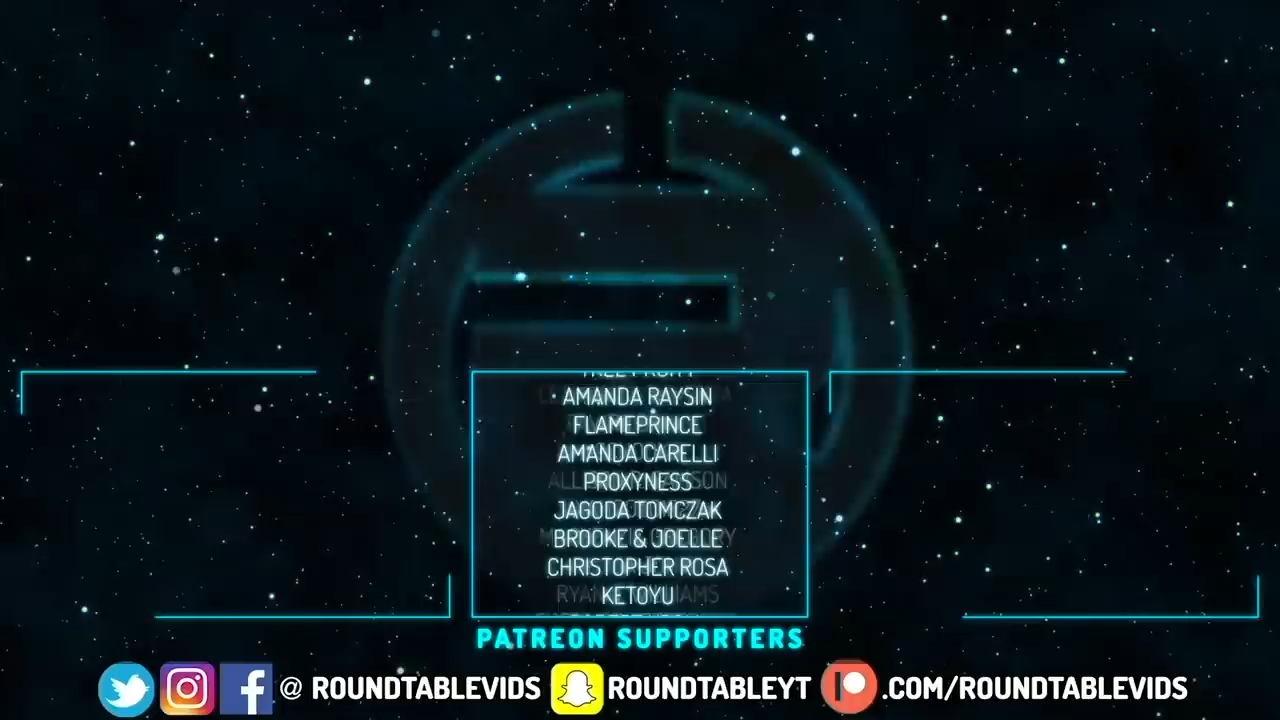 AMANDA RAYSIN
FLAMEPRINCE
AMANDA CARELLI
PROXYNESS
JAGODA TOMCZAK
BROOKE & JOELLE
CHRISTOPHER ROSA
KETOYU
PATREON SUPPORTERS
@ ROUNDTABLEVIDS ROUNDTABLEYT .COM/ROUNDTABLEVIDS